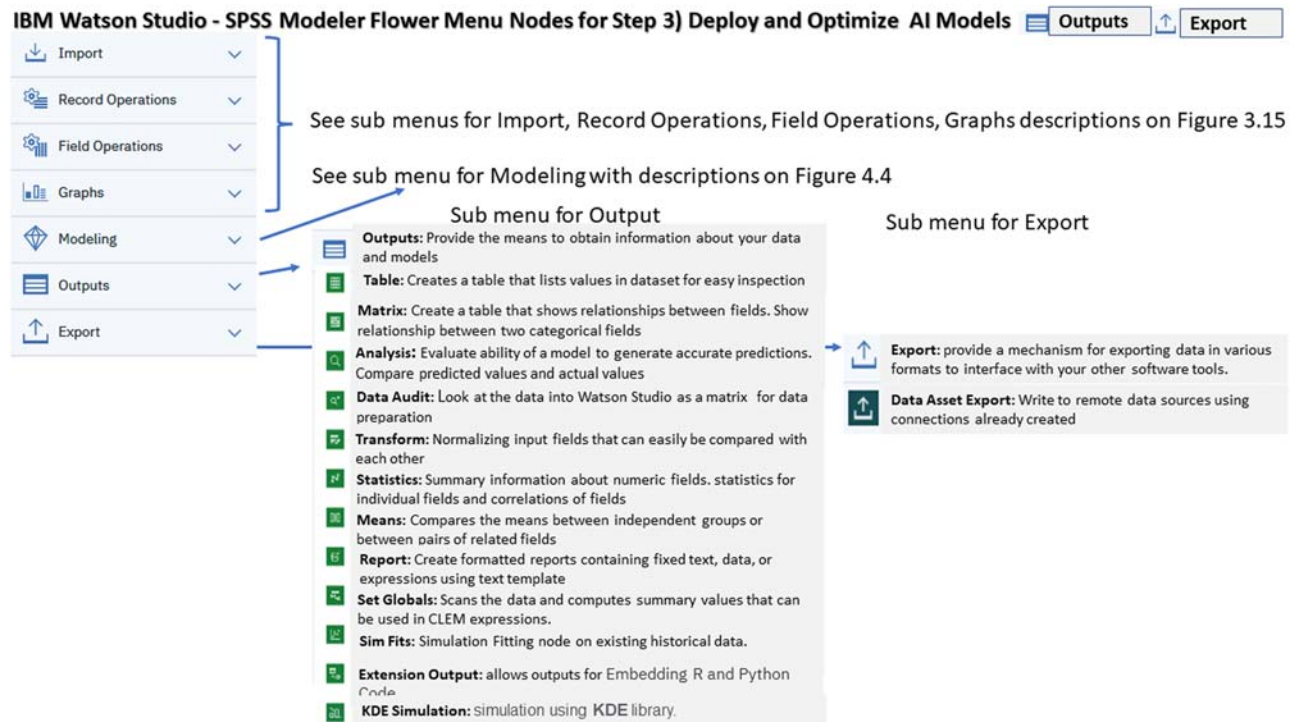 IBM Watson Studio - SPSS Modeler Flower Menu Nodes for Step 3) Deploy and Optimize AI Models Outputs Export
Import
Record Operations
Field Operations
Graphs
Modeling
Outputs
Export
See sub menus for Import, Record Operations, Field Operations, Graphs descriptions on Figure 3.15
See sub menu for Modeling with descriptions on Figure 4.4
Sub menu for Output
Outputs: Provide the means to obtain information about your data
and models
Table: Creates a table that lists values in dataset for easy inspection
Matrix: Create a table that shows relationships between fields. Show
relationship between two categorical fields
Analysis: Evaluate ability of a model to generate accurate predictions.
Compare predicted values and actual values
Data Audit: Look at the data into Watson Studio as a matrix for data
preparation
Transform: Normalizing input fields that can easily be compared with
each other
Statistics: Summary information about numeric fields. statistics for
individual fields and correlations of fields
Means: Compares the means between independent groups or
between pairs of related fields
Report: Create formatted reports containing fixed text, data, or
expressions using text template
Set Globals: Scans the data and computes summary values that can
be used in CLEM expressions.
Sim Fits: Simulation Fitting node on existing historical data.
Extension Output: allows outputs for Embedding R and Python
Code
KDE Simulation: simulation using KDE library.
Sub menu for Export
Export: provide a mechanism for exporting data in various
formats to interface with your other software tools.
Data Asset Export: Write to remote data sources using
connections already created